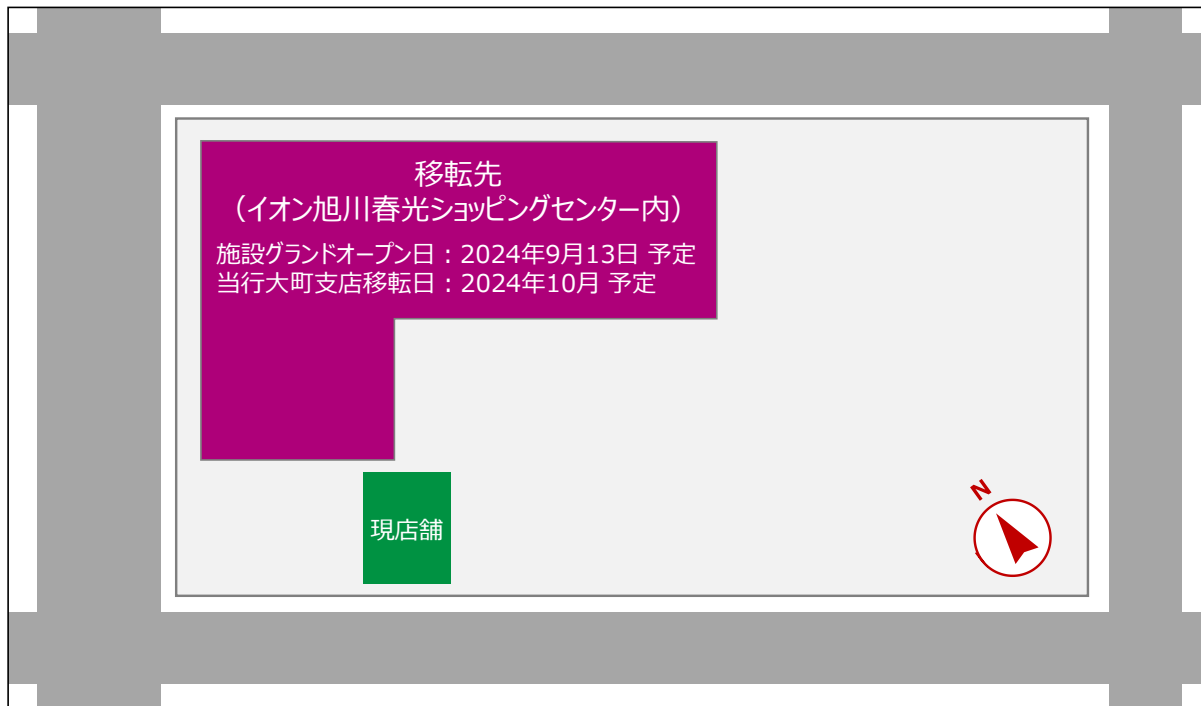 移転先
（イオン旭川春光ショッピングセンター内）
施設グランドオープン日：2024年9月13日 予定
当行大町支店移転日：2024年10月 予定
現店舗
N